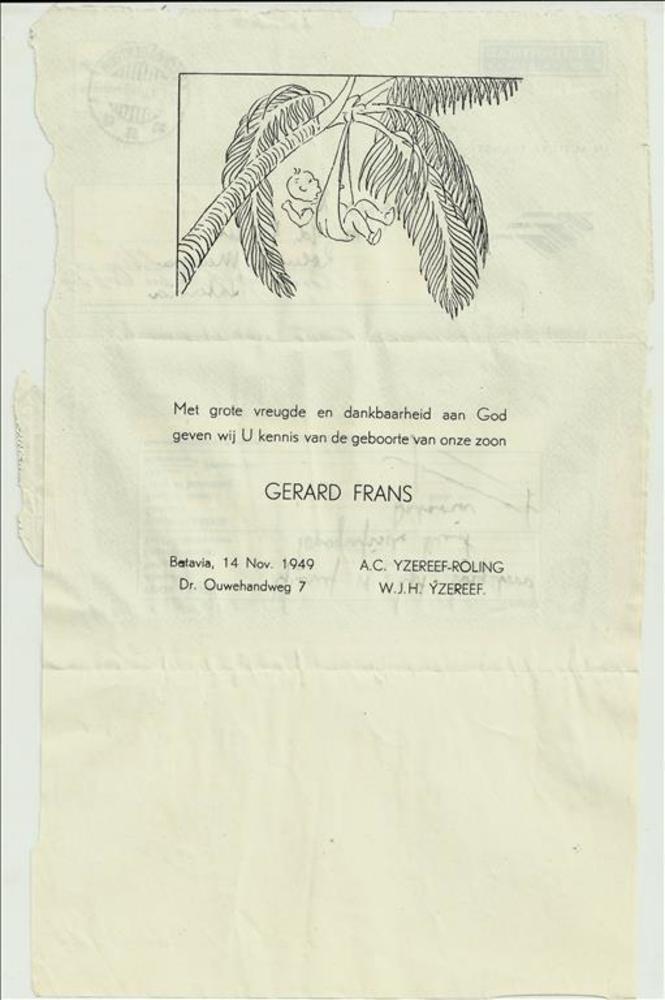 Met grote vreugde en dankbaarheid aan God
geven wij U kennis van de geboorte van onze zoon
GERARD FRANS
Batavia, 14 Nov. 1949
Dr. Ouwehandweg 7
A.C. YZEREEF-RÖLING
W.J.H. YZEREEF.